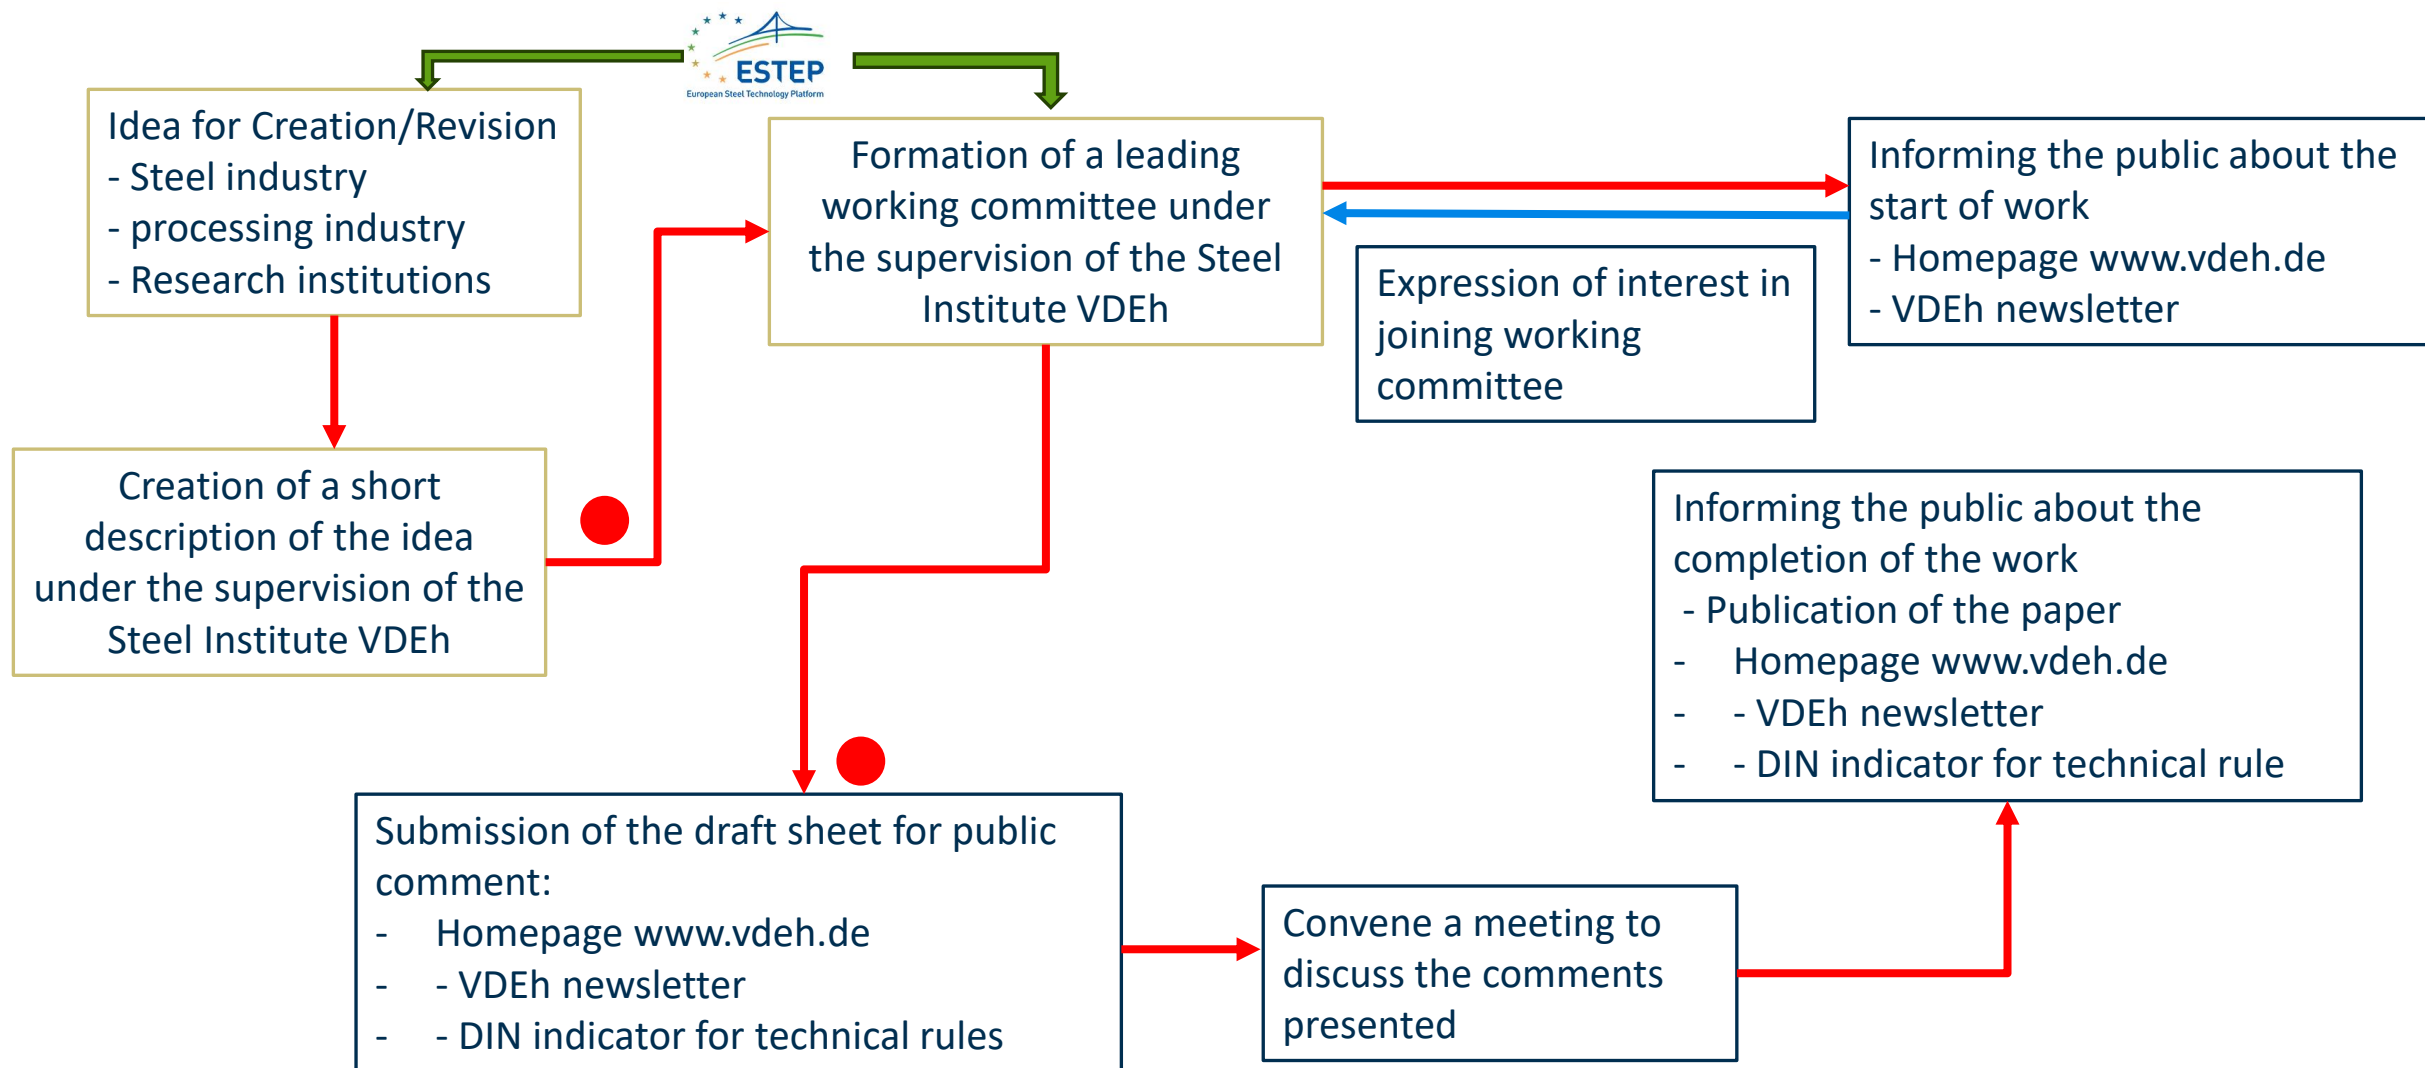 ESTEP
European Steel Technology Platform
Idea for Creation/Revision
- Steel industry
- processing industry
- Research institutions
Formation of a leading
working committee under
the supervision of the Steel
Institute VDEh
Informing the public about the
start of work
- Homepage www.vdeh.de
- VDEh newsletter
Expression of interest in
joining working
committee
Creation of a short
description of the idea
under the supervision of the
Steel Institute VDEh
Informing the public about the
completion of the work
- Publication of the paper
- Homepage www.vdeh.de
- - VDEh newsletter
- - DIN indicator for technical rule
Submission of the draft sheet for public
comment:
- Homepage www.vdeh.de
- - VDEh newsletter
- - DIN indicator for technical rules
Convene a meeting to
discuss the comments
presented